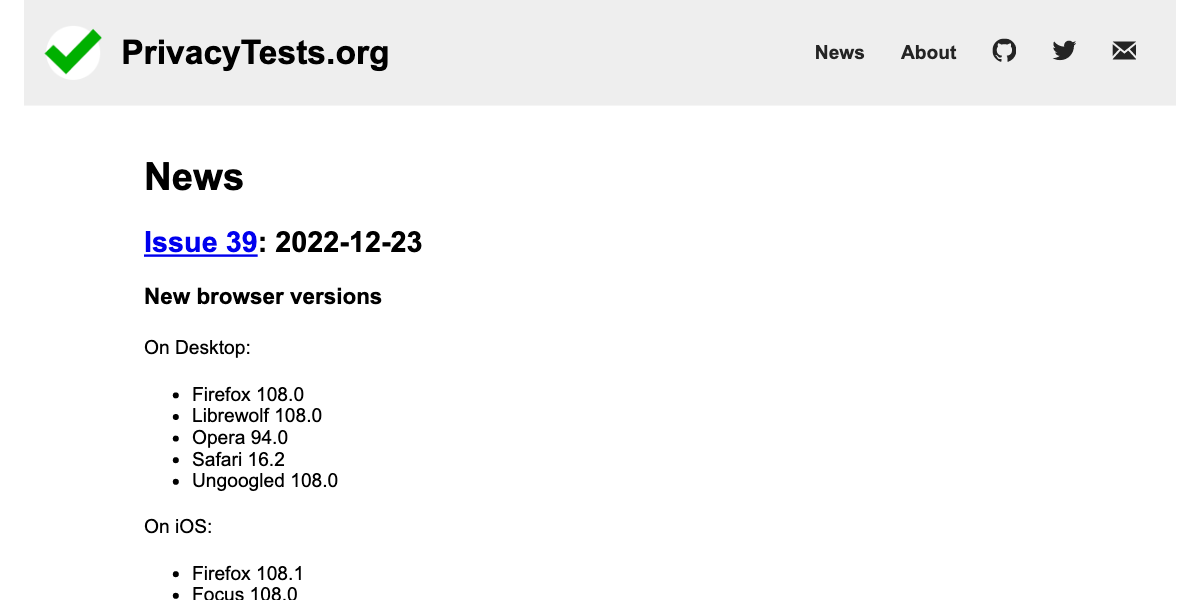 PrivacyTests.org
News About
News
Issue 39: 2022-12-23
New browser versions
On Desktop:
Firefox 108.0
Librewolf 108.0
Opera 94.0
Safari 16.2
Ungoogled 108.0
On iOS:
Firefox 108.1
Focus 108.0